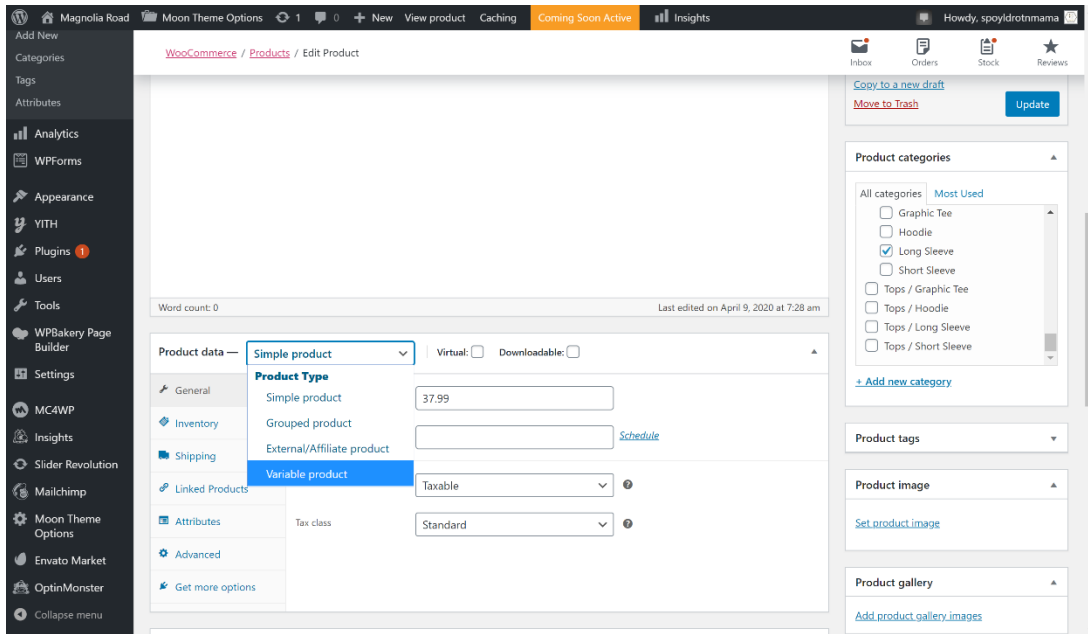 Magnolia Road Moon Theme Options 1 0 + New View product Caching Coming Soon Active Insights Howdy, spoyldrotnmama
Add New
Categories
Tags
Attributes
Analytics
WPForms
Appearance
YITH
Plugins 1
Users
Tools
WPBakery Page
Builder
Settings
MC4WP
Insights
Slider Revolution
Mailchimp
Moon Theme
Options
Envato Market
OptinMonster
Collapse menu
WooCommerce / Products / Edit Product
Inbox Orders Stock Reviews
Word count: 0 Last edited on April 9, 2020 at 7:28 am
Product data — Simple product Virtual: Downloadable:
Product Type
Simple product
Grouped product
External/Affiliate product
Variable product
General
Inventory
Shipping
Linked Products
Attributes
Advanced
Get more options
37.99
Schedule
Taxable
Tax class Standard
Copy to a new draft
Move to Trash Update
Product categories
All categories Most Used
Graphic Tee
Hoodie
Long Sleeve
Short Sleeve
Tops / Graphic Tee
Tops / Hoodie
Tops / Long Sleeve
Tops / Short Sleeve
+ Add new category
Product tags
Product image
Set product image
Product gallery
Add product gallery images